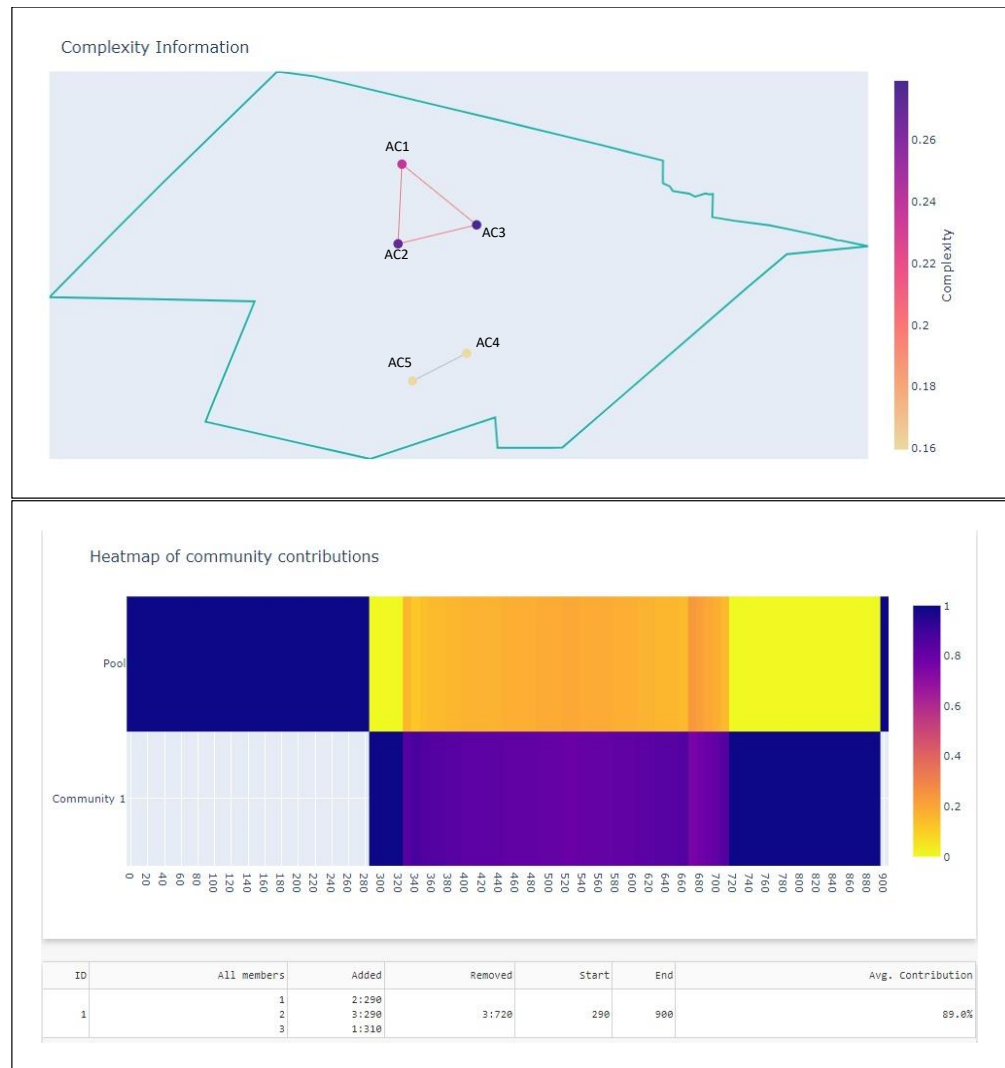 Complexity Information
AC1
AC3
AC2
AC4
AC5
0.26
0.24
0.22
0.2
0.18
0.16
Complexity
Heatmap of community contributions
Pool
Community 1
0 20 40 60 80 100 120 140 160 180 200 220 240 260 280 300 320 340 360 380 400 420 440 460 480 500 520 540 560 580 600 620 640 660 680 700 720 740 760 780 800 820 840 860 880 900
1
0.8
0.6
0.4
0.2
0
ID All members Added Removed Start End Avg. Contribution
1 2:290
1 2 3:290 3:720 290 900 89.0%
3 1:310